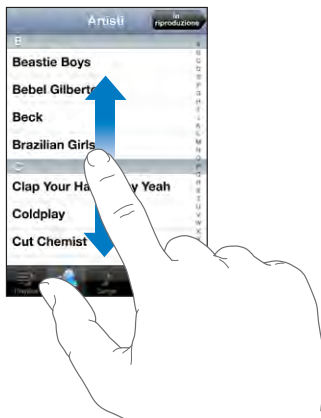 Artisti
in
riproduzione
B
Beastie Boys
Bebel Gilberto
Beck
Brazilian Girls
C
Clap Your Ha y Yeah
Coldplay
Cut Chemist